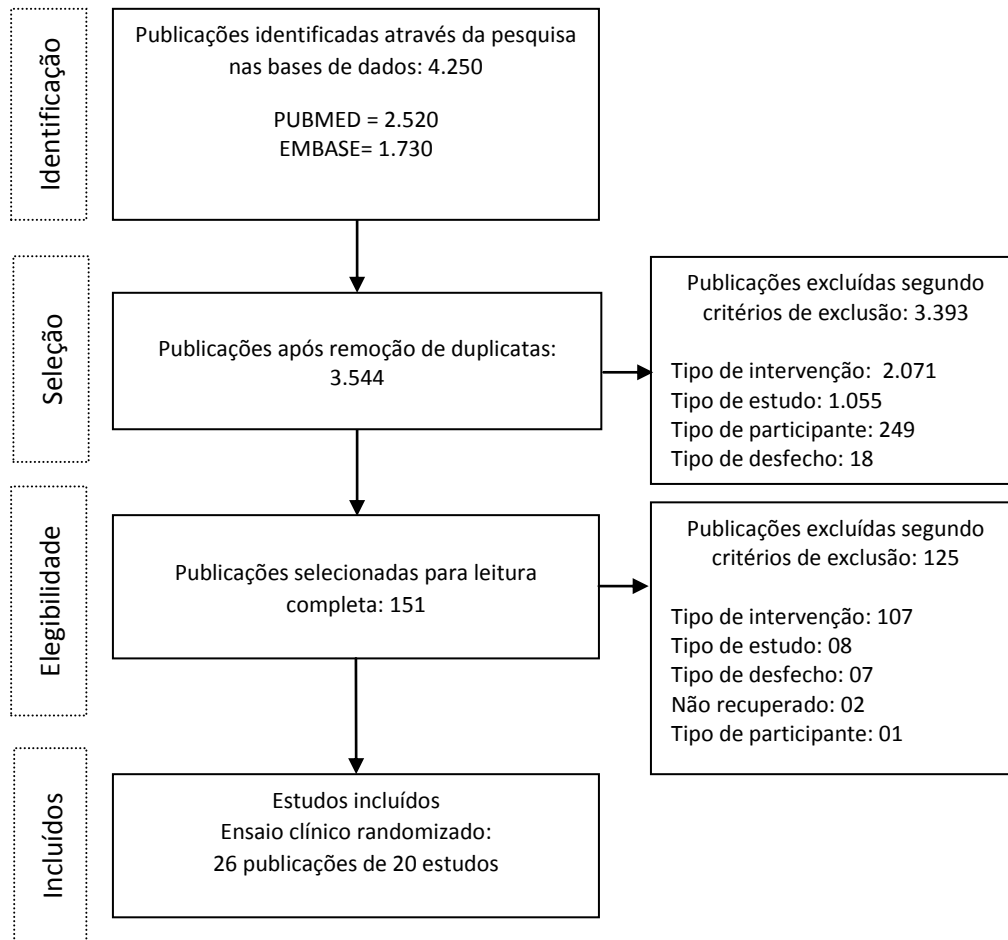 Identificação
Publicações identificadas através da pesquisa
nas bases de dados: 4.250
PUBMED = 2.520
EMBASE= 1.730
Seleção
Publicações após remoção de duplicatas:
3.544
Publicações excluídas segundo
critérios de exclusão: 3.393
Tipo de intervenção: 2.071
Tipo de estudo: 1.055
Tipo de participante: 249
Tipo de desfecho: 18
Elegibilidade
Publicações selecionadas para leitura
completa: 151
Publicações excluídas segundo
critérios de exclusão: 125
Tipo de intervenção: 107
Tipo de estudo: 08
Tipo de desfecho: 07
Não recuperado: 02
Tipo de participante: 01
Incluídos
Estudos incluídos
Ensaio clínico randomizado:
26 publicações de 20 estudos